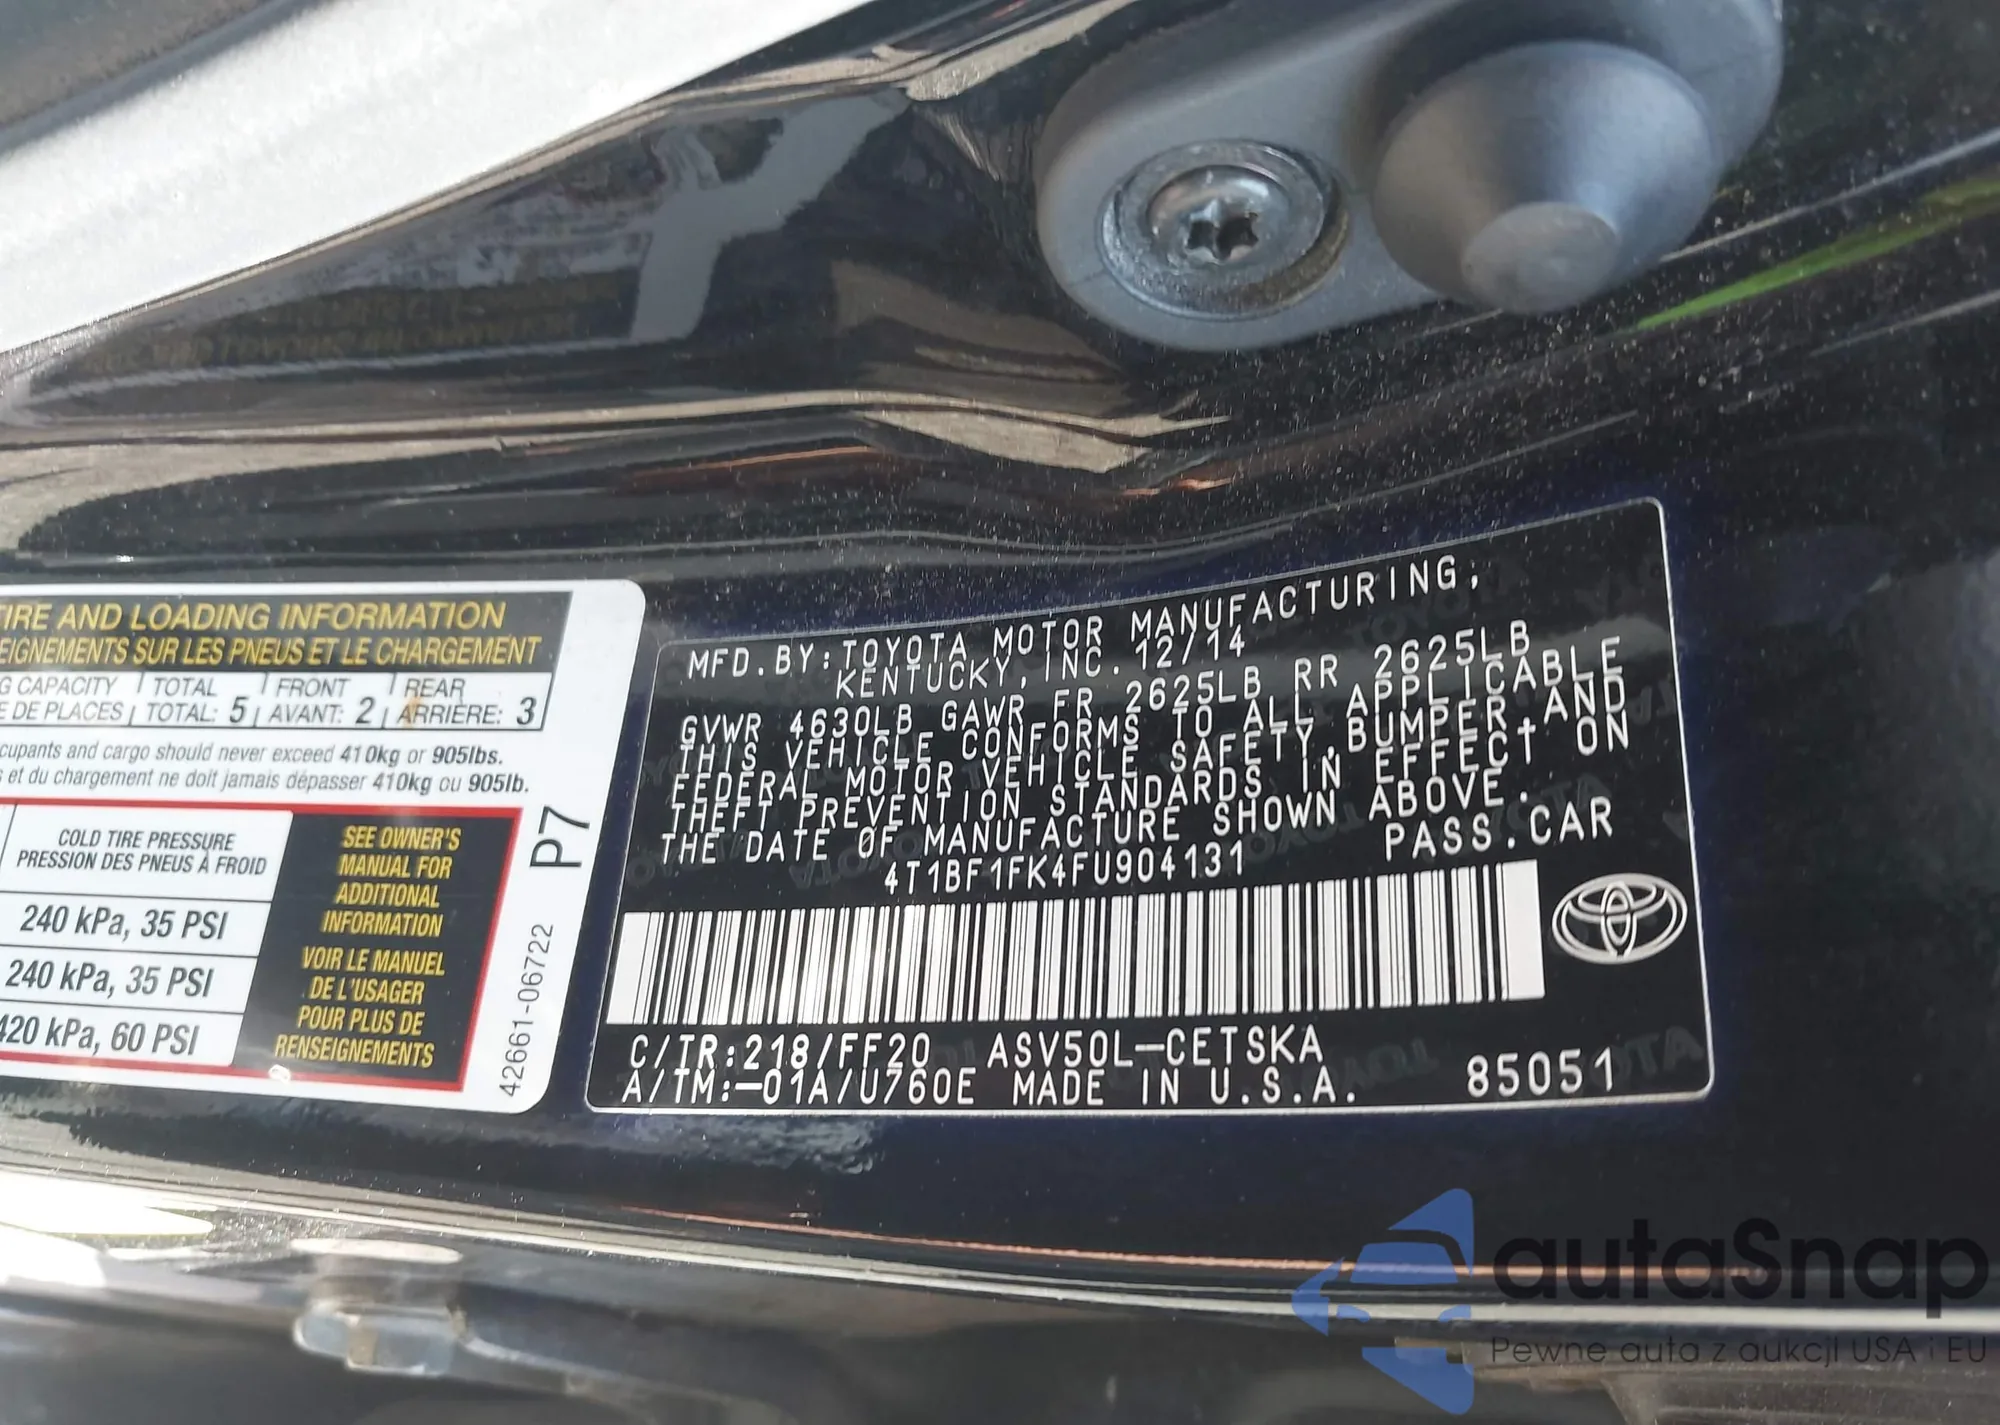 TIRE AND LOADING INFORMATION
EIGNEMENTS SUR LES PNEUS ET LE CHARGEMENT
G CAPACITY TOTAL FRONT REAR
E DE PLACES TOTAL: 5 AVANT: 2 ARRIÈRE: 3
cupants and cargo should never exceed 410kg or 905lbs.
s et du chargement ne doit jamais dépasser 410kg ou 905lb.
COLD TIRE PRESSURE
PRESSION DES PNEUS À FROID
240 kPa, 35 PSI
240 kPa, 35 PSI
420 kPa, 60 PSI
SEE OWNER'S
MANUAL FOR
ADDITIONAL
INFORMATION
VOIR LE MANUEL
DE L'USAGER
POUR PLUS DE
RENSEIGNEMENTS
P7
42661-06722
MFD.BY:TOYOTA MOTOR MANUFACTURING,
KENTUCKY,INC. 12/14
GVWR 4630LB GAWR FR 2625LB RR 2625LB
THIS VEHICLE CONFORMS TO ALL APPLICABLE
FEDERAL MOTOR VEHICLE SAFETY,BUMPER,AND
THEFT PREVENTION STANDARDS IN EFFECT ON
THE DATE OF MANUFACTURE SHOWN ABOVE.
4T1BF1FK4FU904131 PASS.CAR
C/TR:218/FF20 ASV50L-CETSKA
A/TM:-01A/U760E MADE IN U.S.A. 85051
autaSnap
Pewne auta z aukcji USA i EU